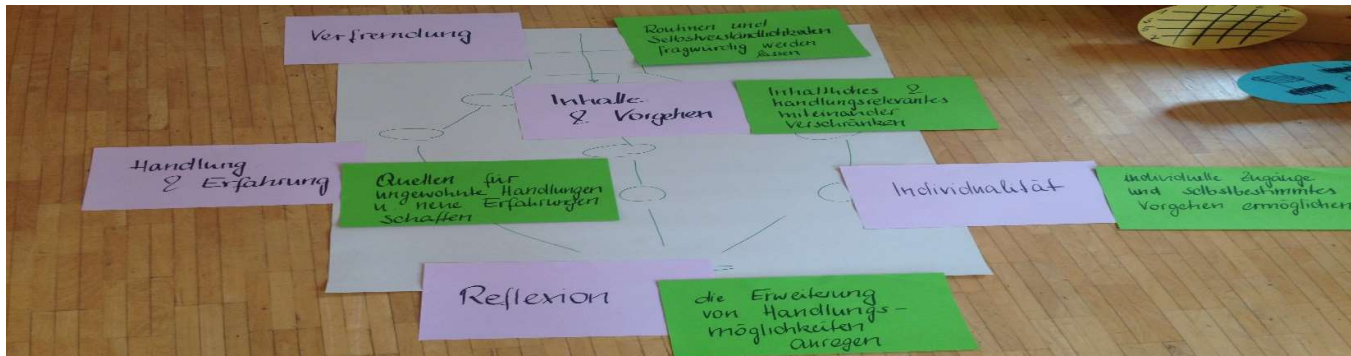 Verfremdung
Routinen und
Selbstverständlichkeiten
fragwürdig werden
lassen
Inhalte
& Vorgehen
Inhaltliches &
handlungsrelevantes
miteinander
verschränken
Handlung
& Erfahrung
Quellen für
ungewohnte Handlungen
u neue Erfahrungen
schaffen
Individualität
individuelle Zugänge
und selbstbestimmtes
Vorgehen ermöglichen
Reflexion
die Erweiterung
von Handlungs-
möglichkeiten
anregen